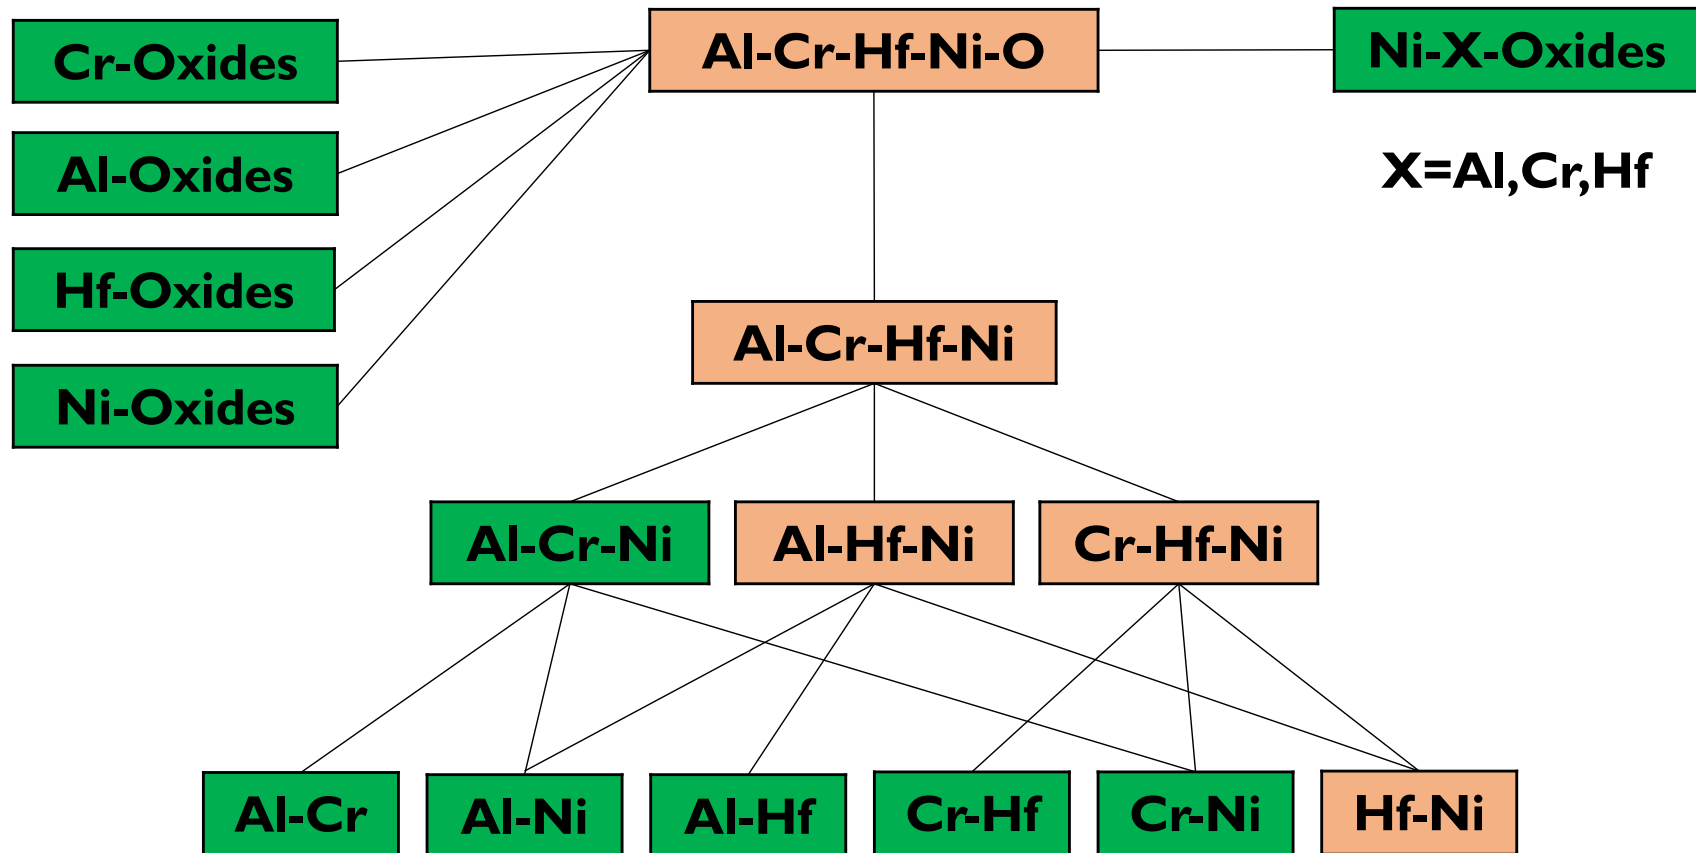 Cr-Oxides
Al-Cr-Hf-Ni-O
Ni-X-Oxides
Al-Oxides
X=Al,Cr,Hf
Hf-Oxides
Al-Cr-Hf-Ni
Ni-Oxides
Al-Cr-Ni
Al-Hf-Ni
Cr-Hf-Ni
Al-Cr
Al-Ni
Al-Hf
Cr-Hf
Cr-Ni
Hf-Ni